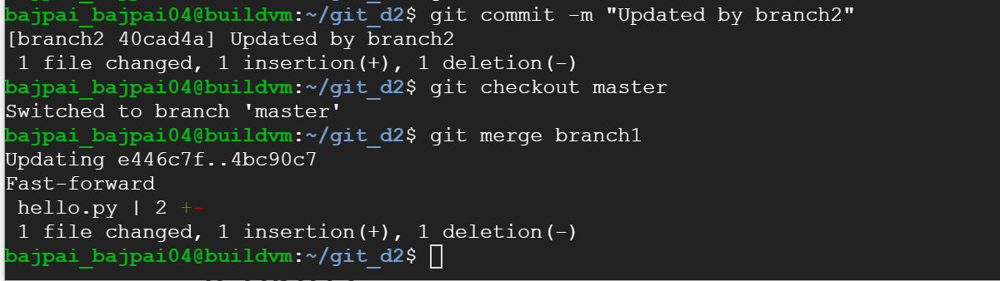 bajpai_bajpai04@buildvm:~/git_d2$ git commit -m "Updated by branch2"
[branch2 40cad4a] Updated by branch2
 1 file changed, 1 insertion(+), 1 deletion(-)
bajpai_bajpai04@buildvm:~/git_d2$ git checkout master
Switched to branch 'master'
bajpai_bajpai04@buildvm:~/git_d2$ git merge branch1
Updating e446c7f..4bc90c7
Fast-forward
 hello.py | 2 +-
 1 file changed, 1 insertion(+), 1 deletion(-)
bajpai_bajpai04@buildvm:~/git_d2$